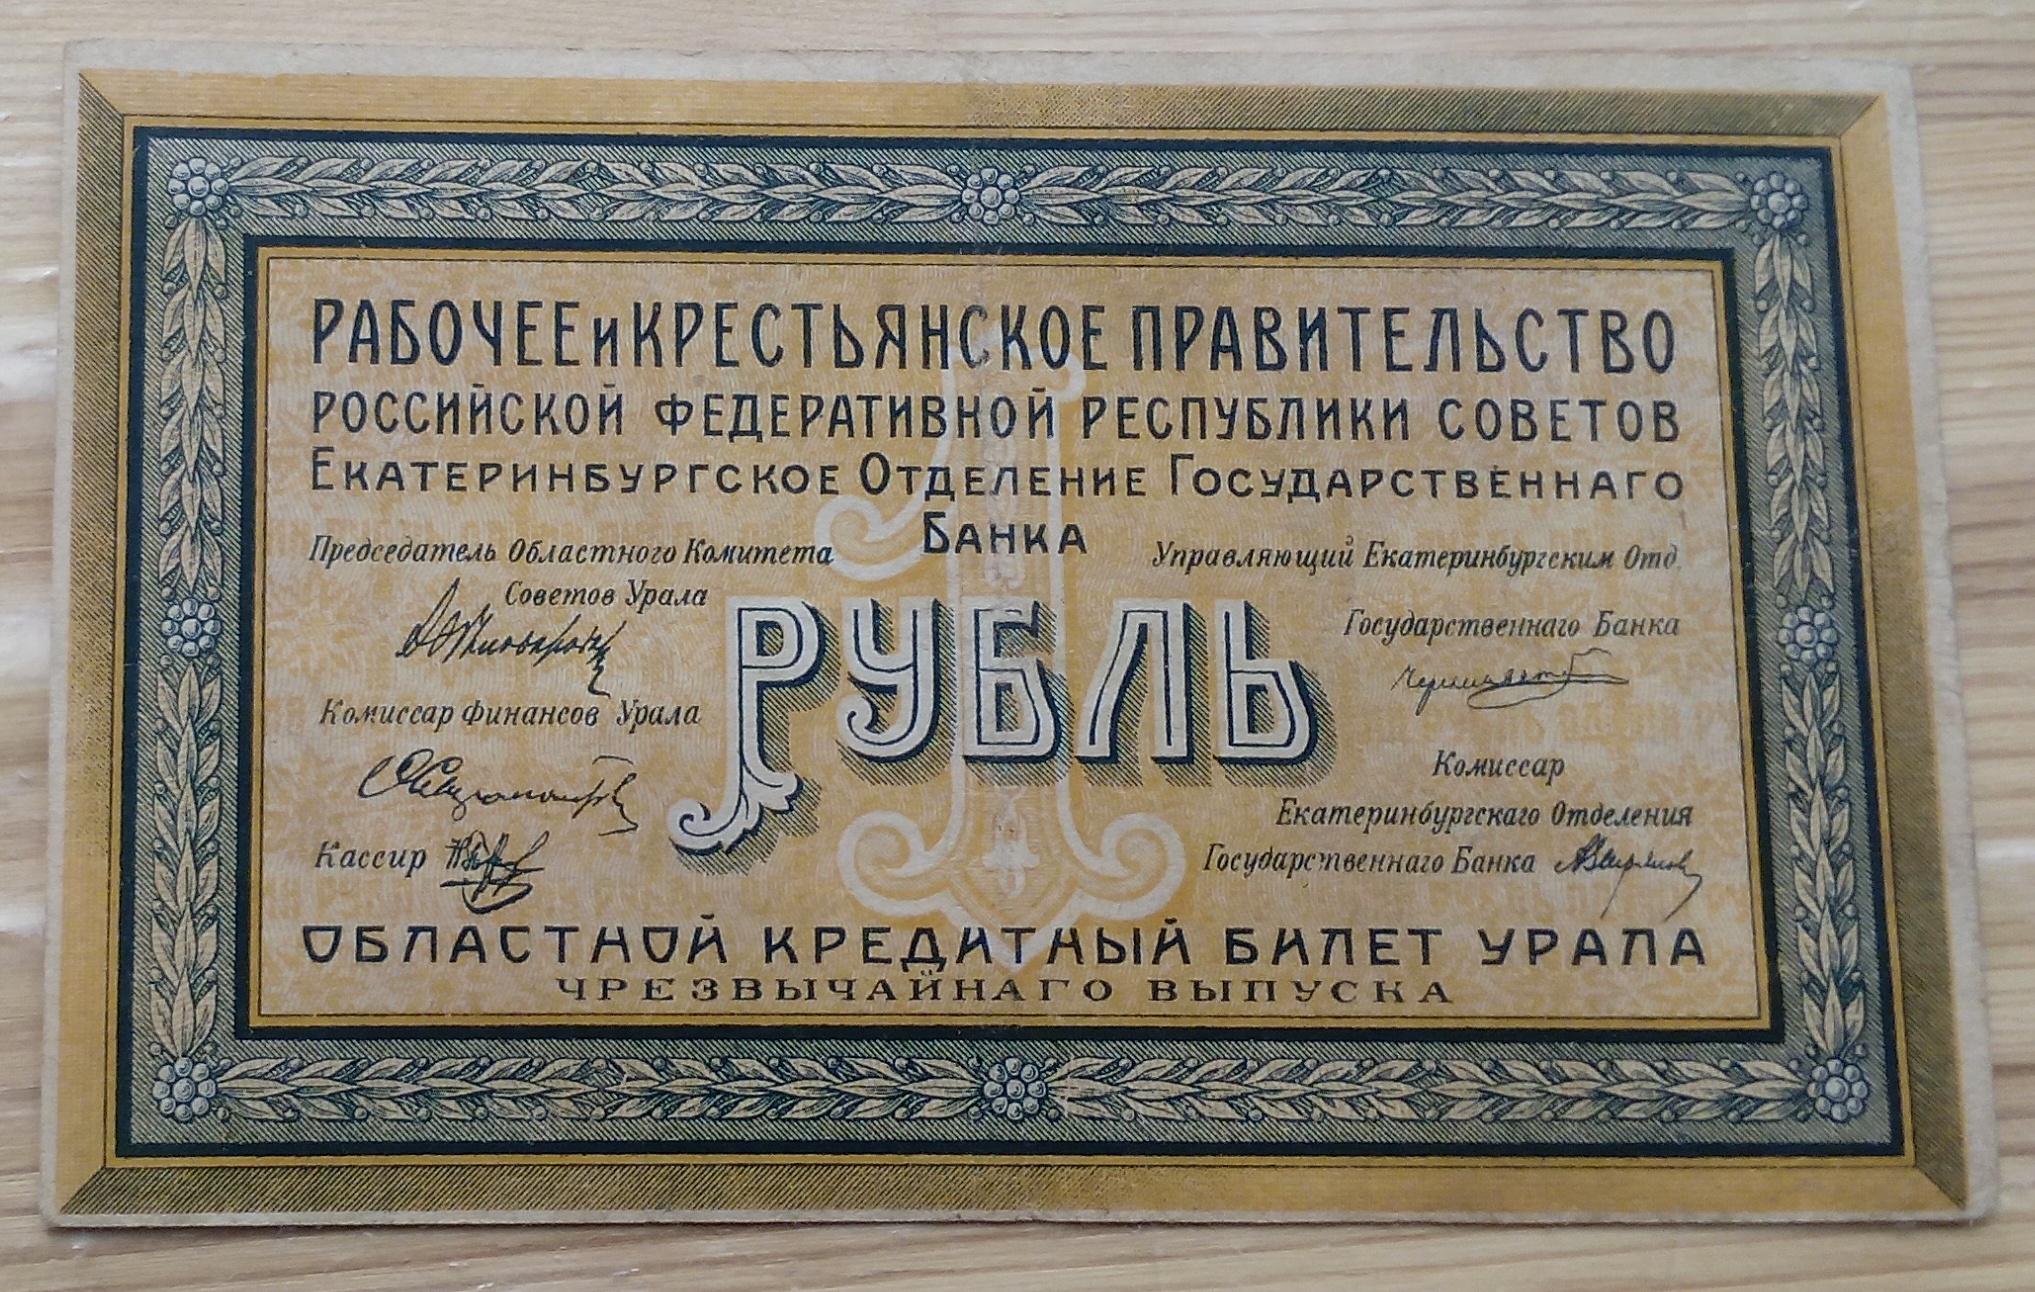 РАБОЧЕЕ и КРЕСТЬЯНСКОЕ ПРАВИТЕЛЬСТВО
РОССИЙСКОЙ ФЕДЕРАТИВНОЙ РЕСПУБЛИКИ СОВЕТОВ
ЕКАТЕРИНБУРГСКОЕ ОТДЕЛЕНИЕ ГОСУДАРСТВЕННАГО
БАНКА
Председатель Областного Комитета
Советов Урала
Комиссар Финансов Урала
Кассир
1
РУБЛЬ
Управляющий Екатеринбургским Отд.
Государственнаго Банка
Комиссар
Екатеринбургскаго Отделения
Государственнаго Банка
ОБЛАСТНОЙ КРЕДИТНЫЙ БИЛЕТ УРАЛА
ЧРЕЗВЫЧАЙНАГО ВЫПУСКА